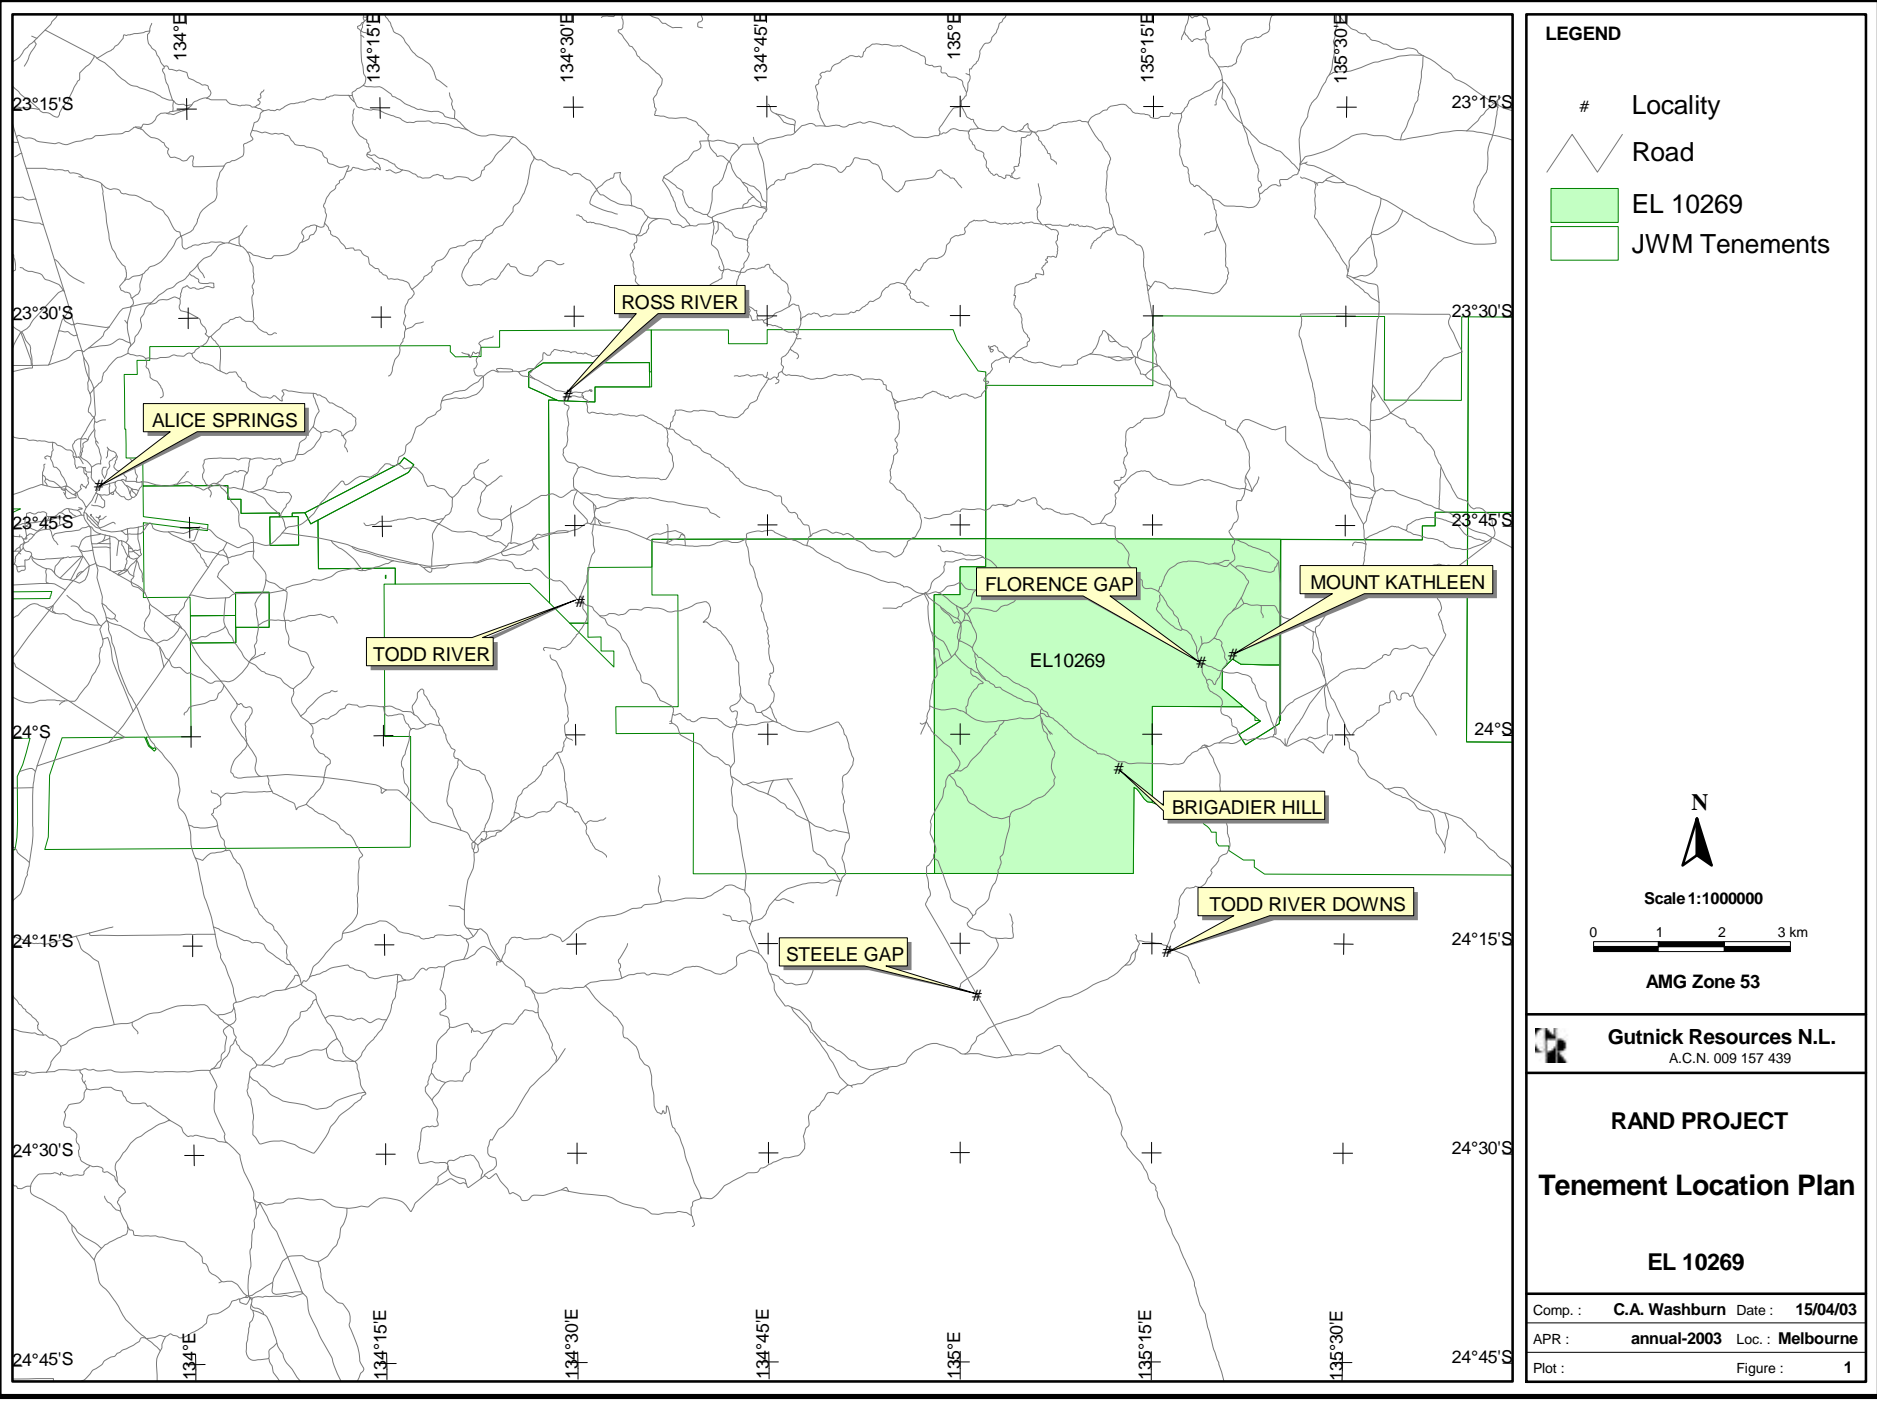 134°E
134°15'E
134°30'E
134°45'E
135°E
135°15'E
135°30'E
23°15'S
23°15'S
23°30'S
23°30'S
ROSS RIVER
ALICE SPRINGS
23°45'S
23°45'S
FLORENCE GAP
MOUNT KATHLEEN
TODD RIVER
EL10269
24°S
24°S
BRIGADIER HILL
TODD RIVER DOWNS
24°15'S
24°15'S
STEELE GAP
24°30'S
24°30'S
24°45'S
24°45'S
134°E
134°15'E
134°30'E
134°45'E
135°E
135°15'E
135°30'E
LEGEND
# Locality
Road
EL 10269
JWM Tenements
N
Scale 1:1000000
0 1 2 3 km
AMG Zone 53
Gutnick Resources N.L.
A.C.N. 009 157 439
RAND PROJECT
Tenement Location Plan
EL 10269
Comp. : C.A. Washburn Date : 15/04/03
APR : annual-2003 Loc. : Melbourne
Plot : Figure : 1